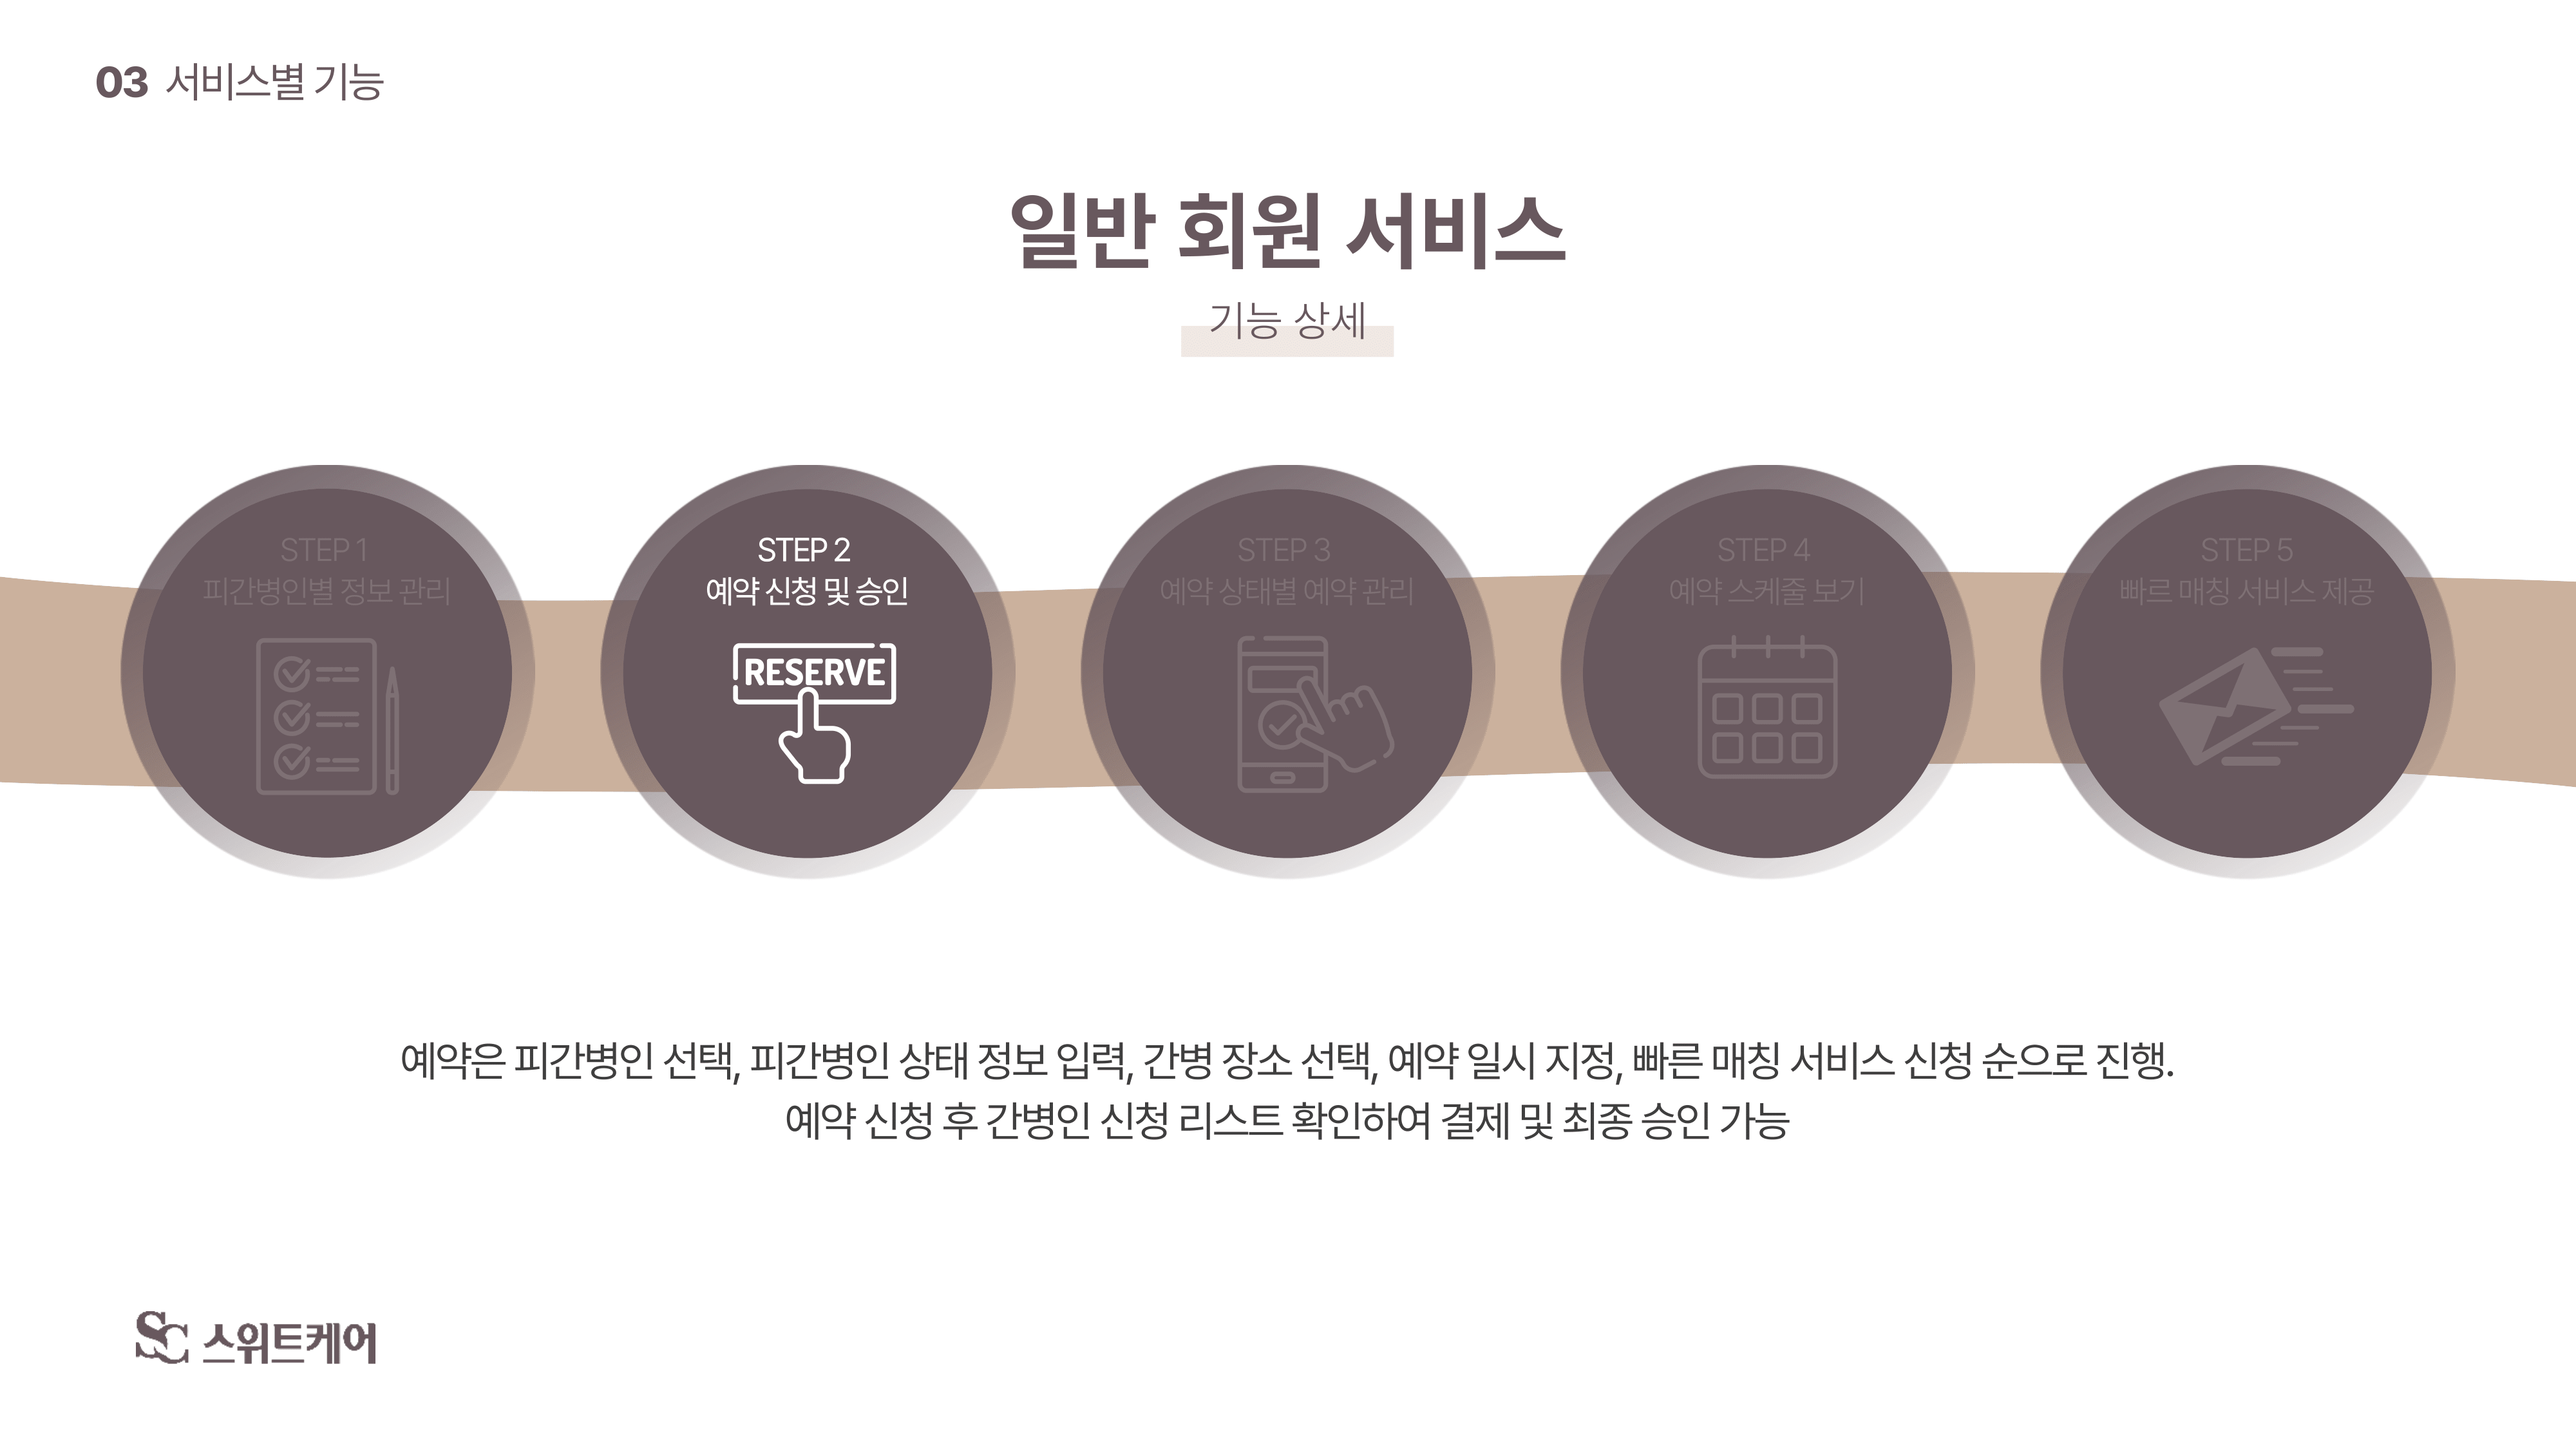 03 서비스별 기능
일반 회원 서비스
기능 상세
STEP 1
피간병인별 정보 관리
STEP 2
예약 신청 및 승인
RESERVE
STEP 3
예약 상태별 예약 관리
STEP 4
예약 스케줄 보기
STEP 5
빠르 매칭 서비스 제공
예약은 피간병인 선택, 피간병인 상태 정보 입력, 간병 장소 선택, 예약 일시 지정, 빠른 매칭 서비스 신청 순으로 진행.
예약 신청 후 간병인 신청 리스트 확인하여 결제 및 최종 승인 가능
SC 스위트케어